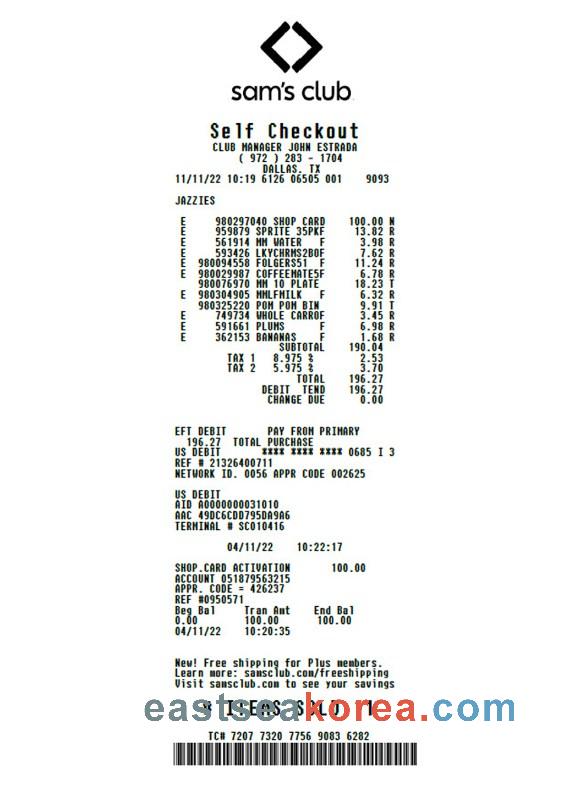 sam's club
Self Checkout
CLUB MANAGER JOHN ESTRADA
( 972 ) 283 - 1704
DALLAS, TX
11/11/22 10:19 6126 06505 001 9093
JAZZIES
E 980297040 SHOP CARD 100.00 N
E 959879 SPRITE 35PKF 13.82 R
E 561914 MM WATER F 3.98 R
E 593426 LKYCHRMS2BOF 7.62 R
E 980094558 FOLGERS51 F 11.24 R
E 980029987 COFFEEMATE5F 6.78 R
980076970 MM 10 PLATE 18.23 T
E 980304905 MMLFMILK F 6.32 R
980325220 POM POM BIN 9.91 T
E 749734 WHOLE CARROF 3.45 R
E 591661 PLUMS F 6.98 R
E 362153 BANANAS F 1.68 R
SUBTOTAL 190.04
TAX 1 8.975 % 2.53
TAX 2 5.975 % 3.70
TOTAL 196.27
DEBIT TEND 196.27
CHANGE DUE 0.00
EFT DEBIT PAY FROM PRIMARY
196.27 TOTAL PURCHASE
US DEBIT **** **** **** 0685 I 3
REF # 21326400711
NETWORK ID. 0056 APPR CODE 002625
US DEBIT
AID A0000000031010
AAC 49DC6CDD795DA9A6
TERMINAL # SC010416
04/11/22 10:22:17
SHOP.CARD ACTIVATION 100.00
ACCOUNT 051879563215
APPR. CODE = 426237
REF #0950571
Beg Bal Tran Amt End Bal
0.00 100.00 100.00
04/11/22 10:20:35
New! Free shipping for Plus members.
Learn more: samsclub.com/freeshipping
Visit samsclub.com to see your savings
ITEMS SOLD
eastseakorea.com
TC# 7207 7320 7756 9083 6282